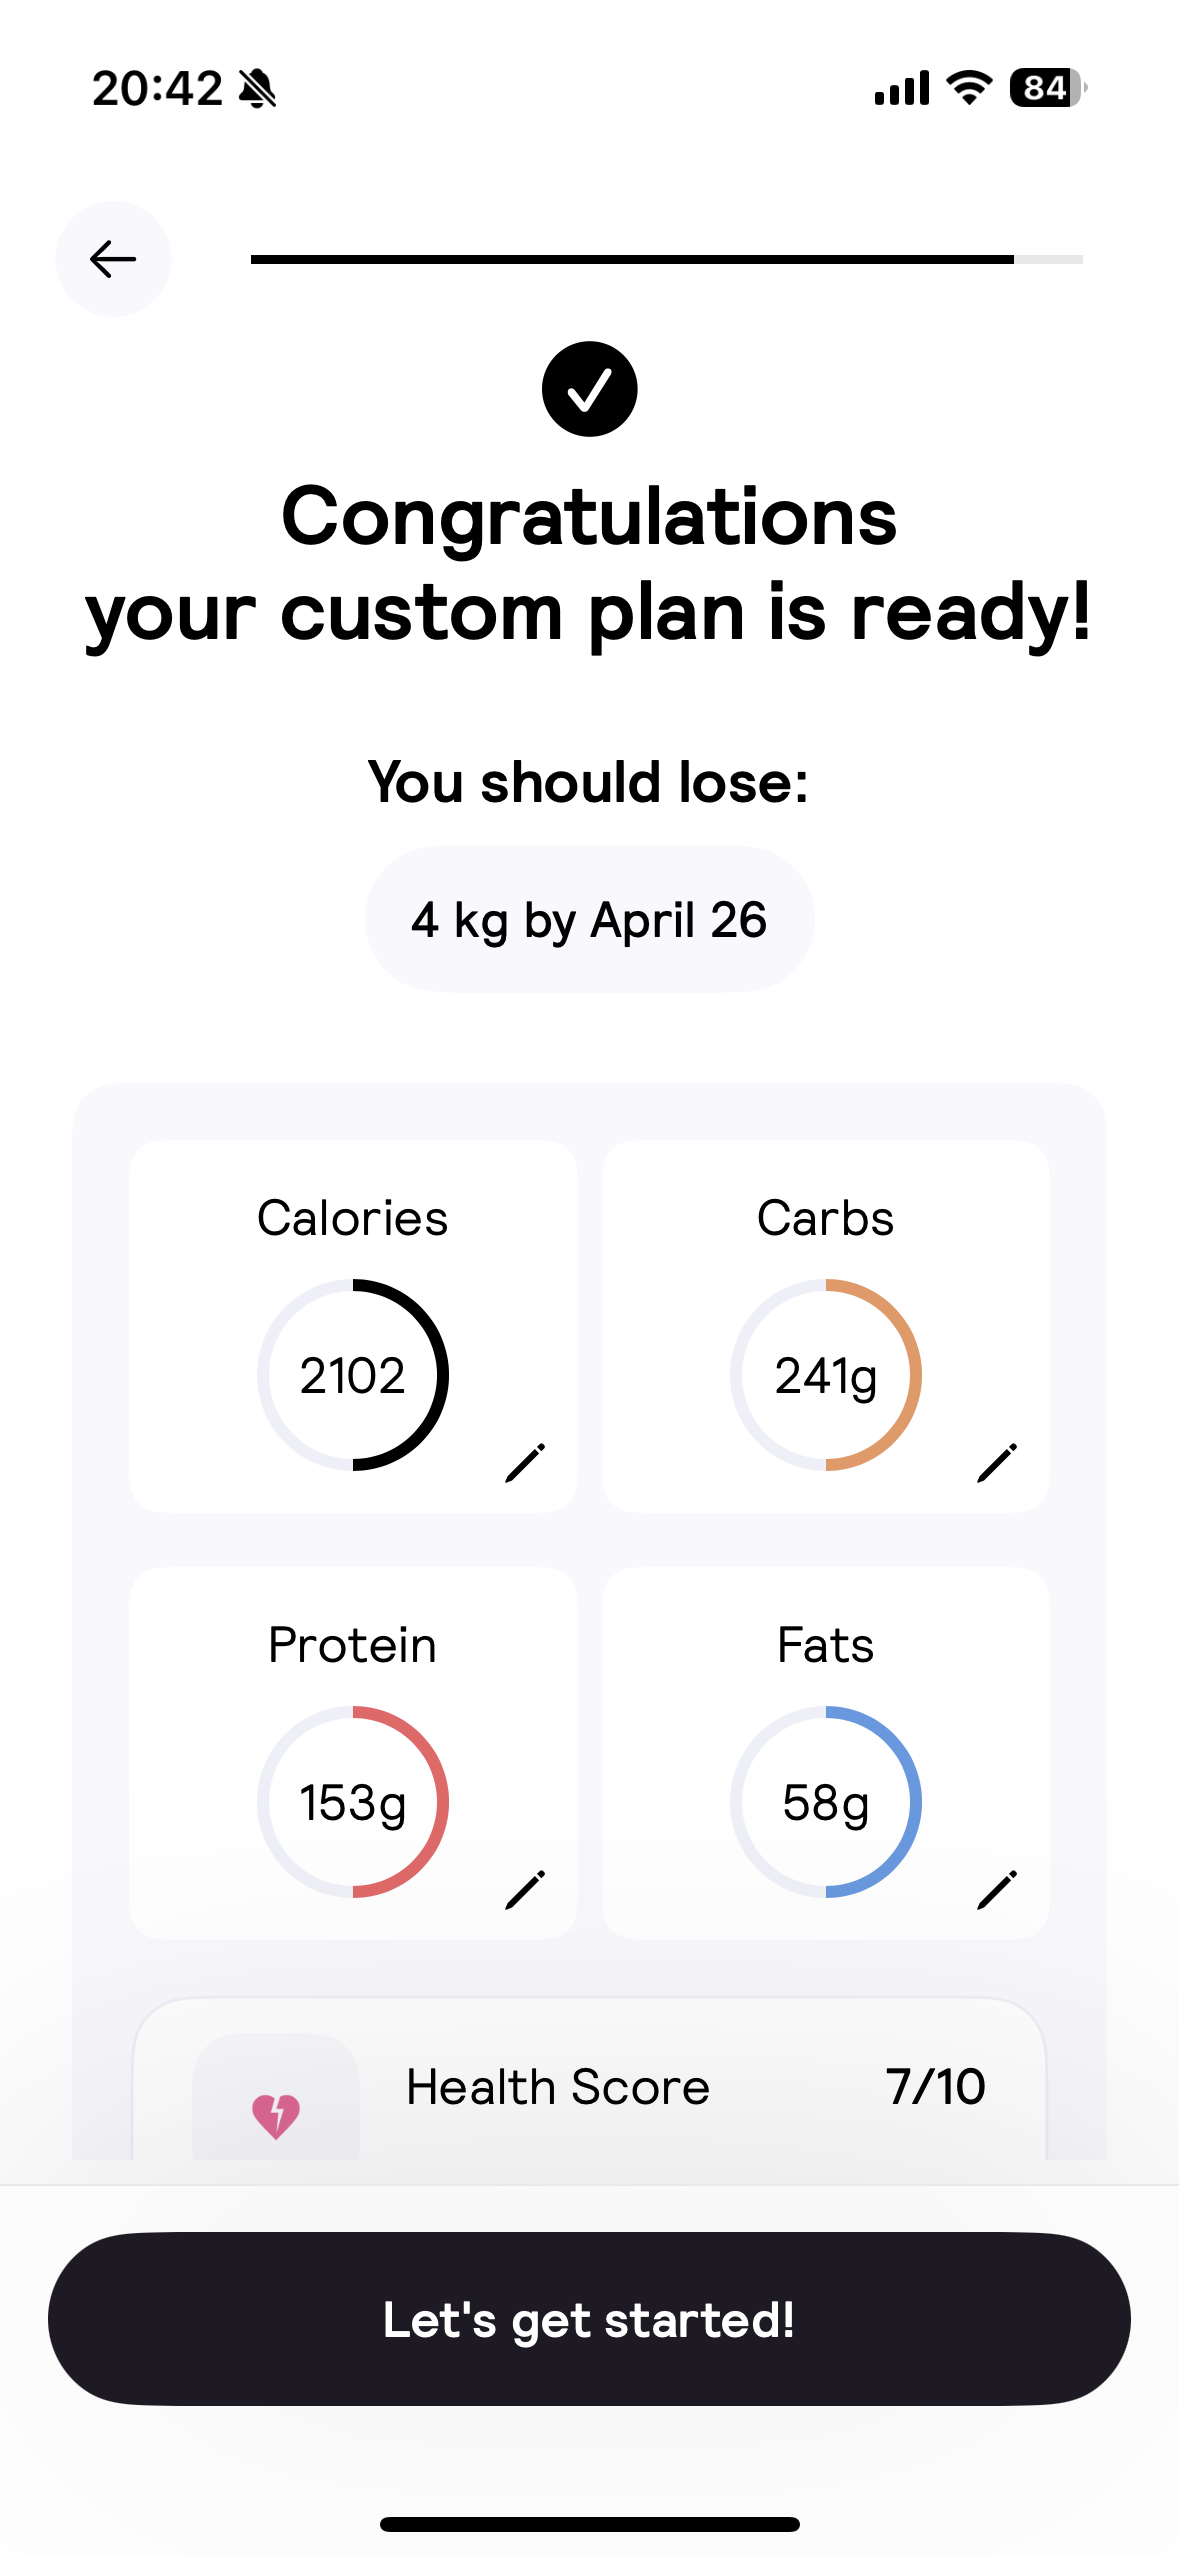 20:42
84
Congratulations
your custom plan is ready!
You should lose:
4 kg by April 26
Calories
Carbs
2102
241g
Protein
Fats
153g
58g
Health Score
7/10
Let's get started!